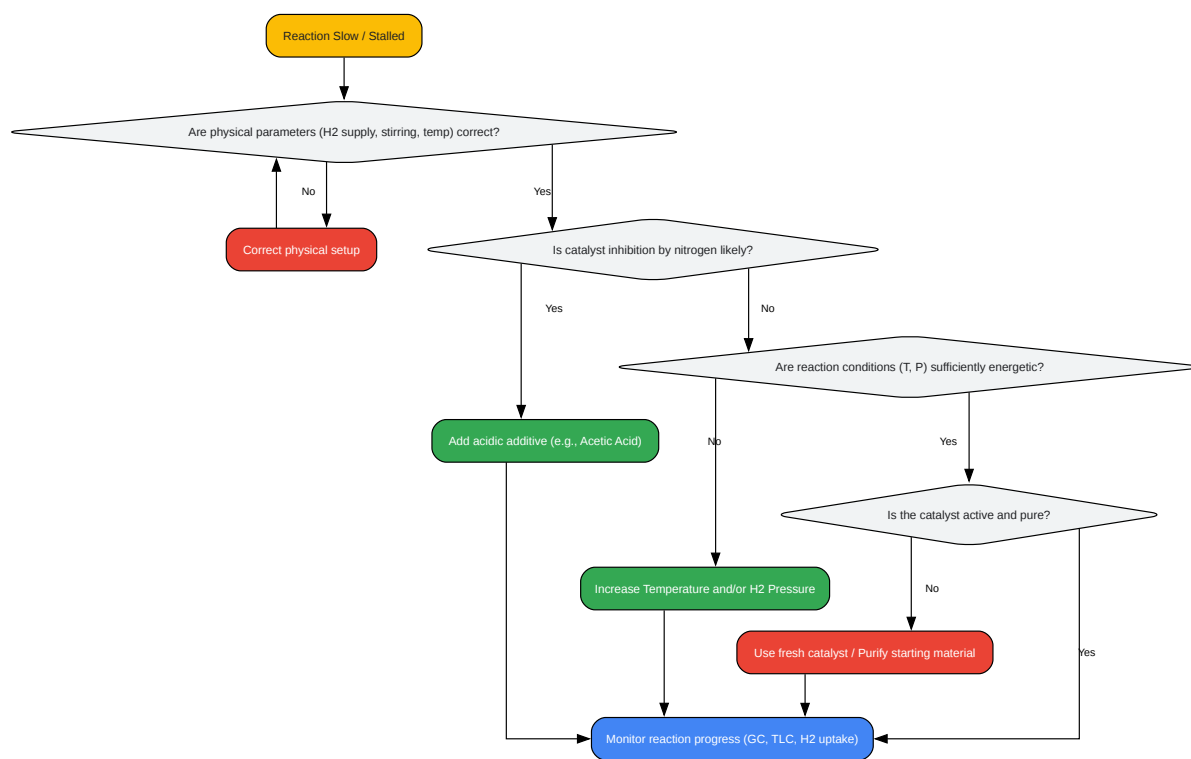 Reaction Slow / Stalled
Are physical parameters (H2 supply, stirring, temp) correct?
No
Yes
Correct physical setup
Is catalyst inhibition by nitrogen likely?
Yes
No
Are reaction conditions (T, P) sufficiently energetic?
Add acidic additive (e.g., Acetic Acid)
No
Yes
Is the catalyst active and pure?
Increase Temperature and/or H2 Pressure
No
Use fresh catalyst / Purify starting material
Yes
Monitor reaction progress (GC, TLC, H2 uptake)